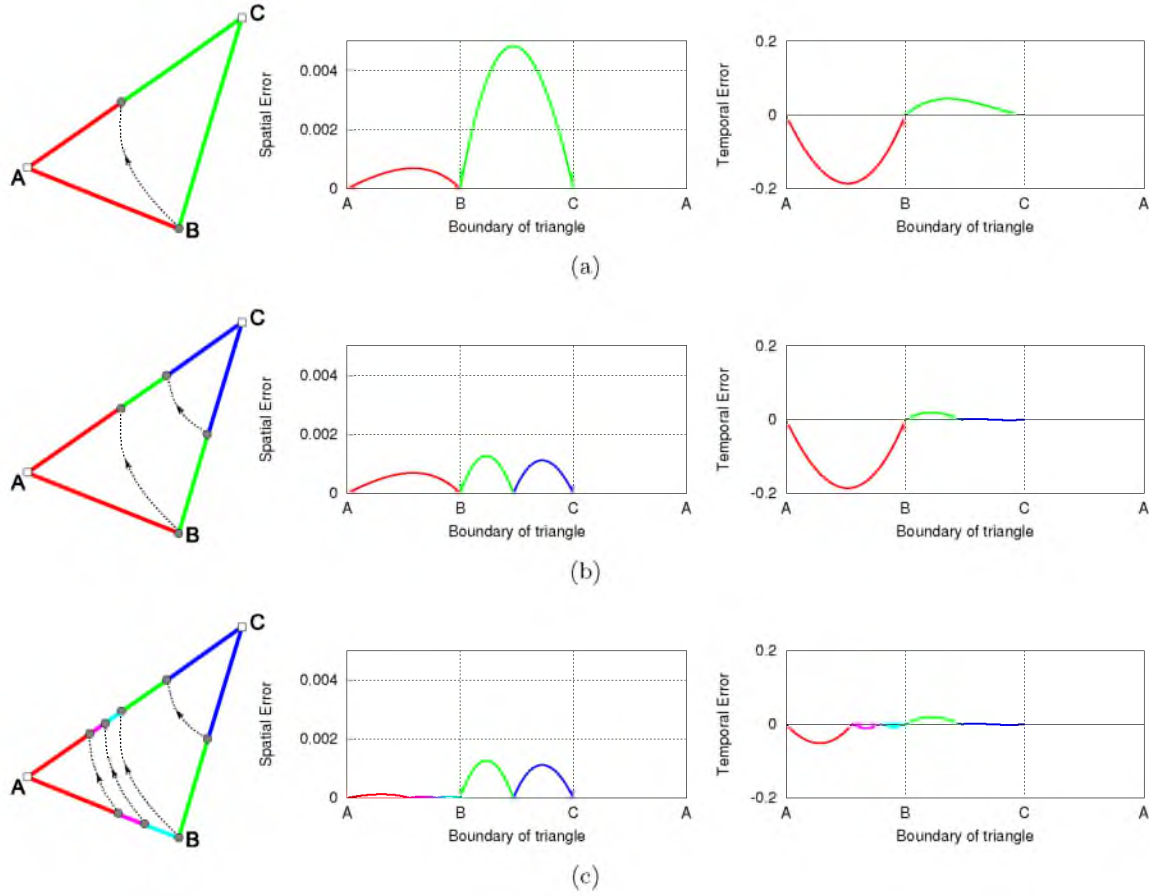 C
A
B
Spatial Error
0.004
0.002
0
A
B
C
A
Boundary of triangle
Temporal Error
0.2
0
-0.2
A
B
C
A
Boundary of triangle
(a)
C
A
B
Spatial Error
0.004
0.002
0
A
B
C
A
Boundary of triangle
Temporal Error
0.2
0
-0.2
A
B
C
A
Boundary of triangle
(b)
C
A
B
Spatial Error
0.004
0.002
0
A
B
C
A
Boundary of triangle
Temporal Error
0.2
0
-0.2
A
B
C
A
Boundary of triangle
(c)